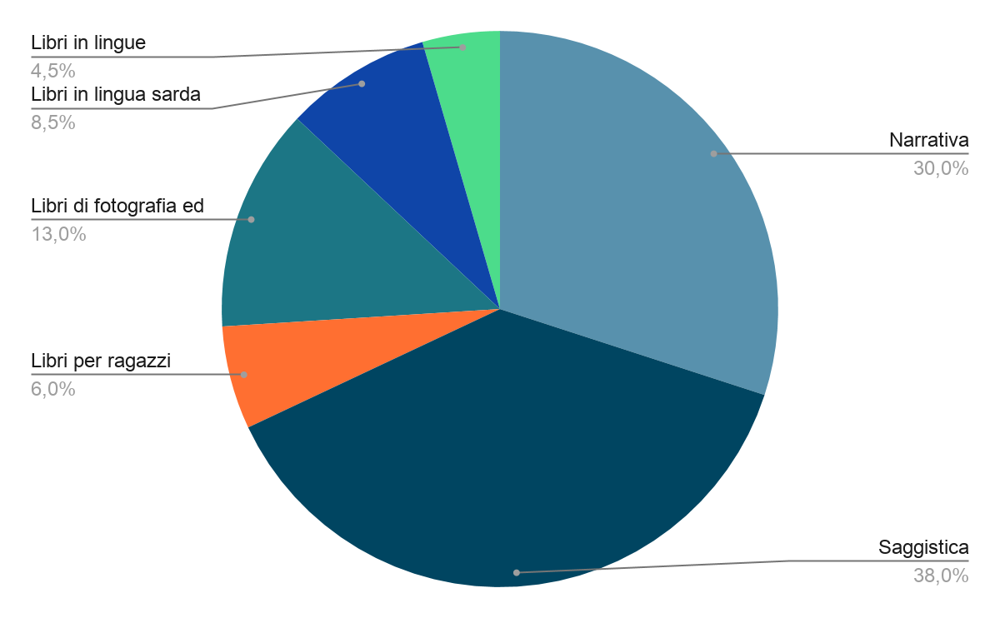 Libri in lingue
4,5%
Libri in lingua sarda
8,5%
Libri di fotografia ed
13,0%
Libri per ragazzi
6,0%
Narrativa
30,0%
Saggistica
38,0%